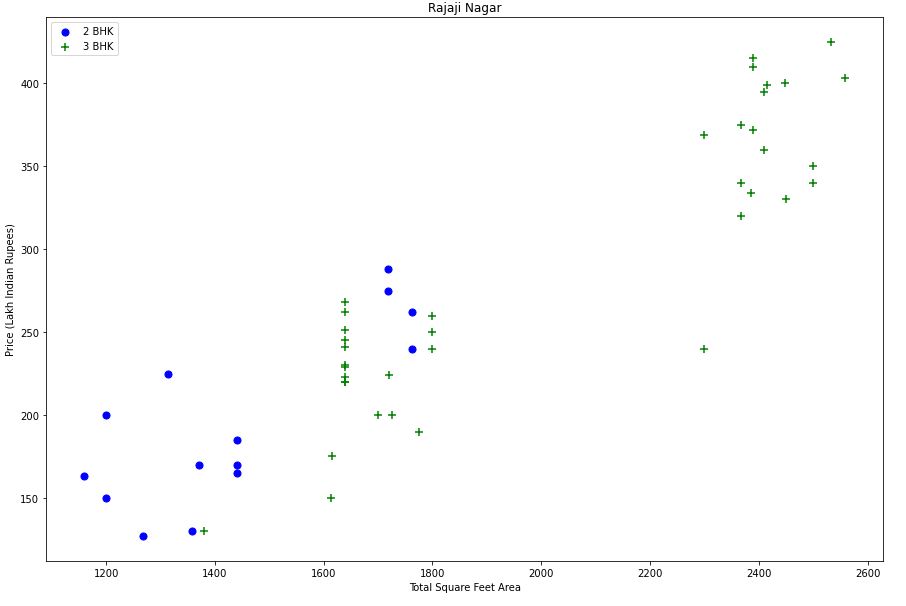 Rajaji Nagar
2 BHK
3 BHK
Price (Lakh Indian Rupees)
400
350
300
250
200
150
1200 1400 1600 1800 2000 2200 2400 2600
Total Square Feet Area